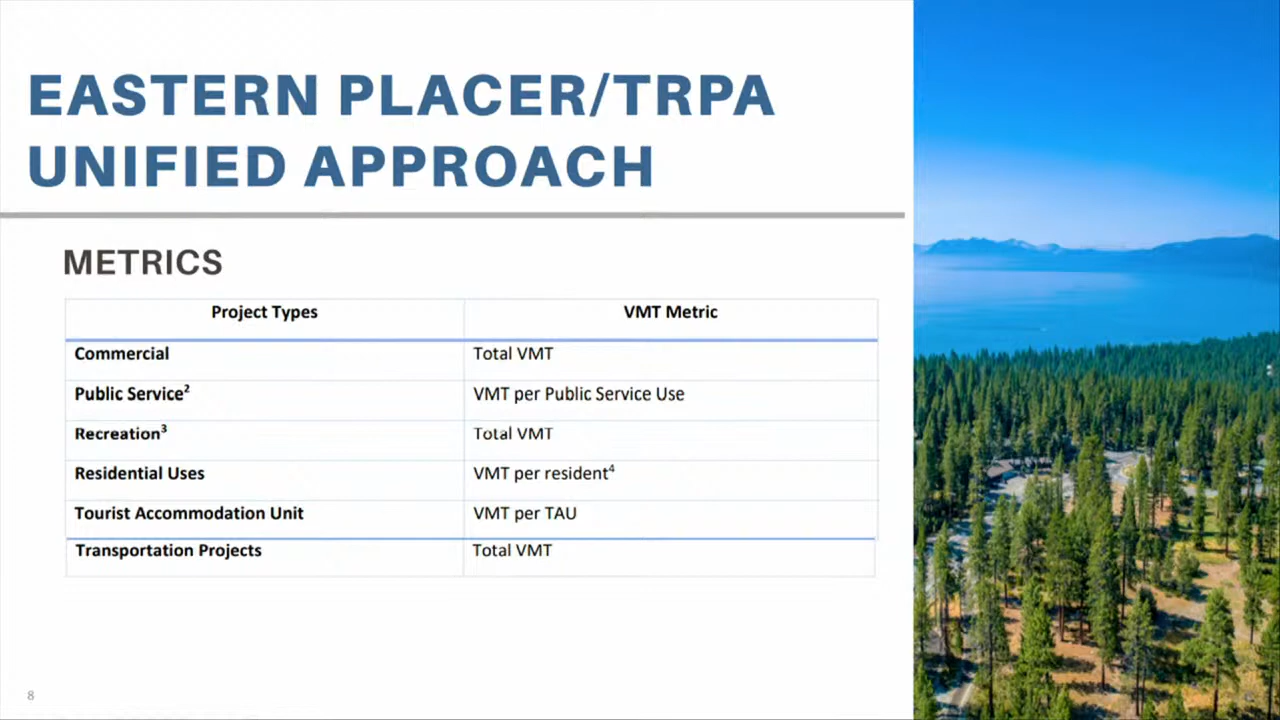 EASTERN PLACER/TRPA
UNIFIED APPROACH
METRICS
Project Types VMT Metric
Commercial Total VMT
Public Service² VMT per Public Service Use
Recreation³ Total VMT
Residential Uses VMT per resident⁴
Tourist Accommodation Unit VMT per TAU
Transportation Projects Total VMT
8